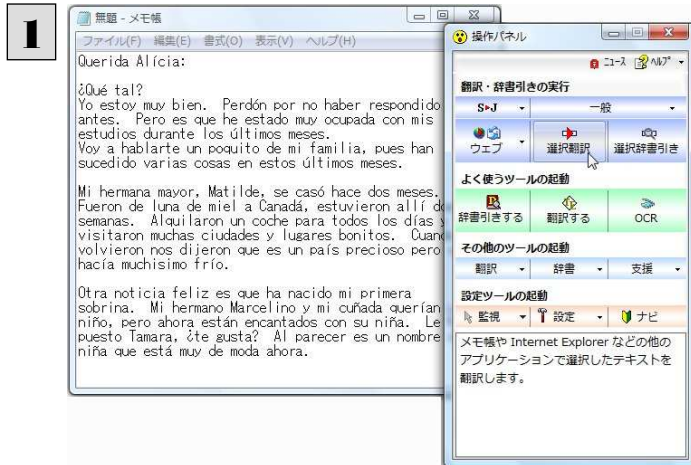 1
無題 - メモ帳
ファイル(F) 編集(E) 書式(O) 表示(V) ヘルプ(H)
Querida Alícia:
¿Qué tal?
Yo estoy muy bien. Perdón por no haber respondido
antes. Pero es que he estado muy ocupada con mis
estudios durante los últimos meses.
Voy a hablarte un poquito de mi familia, pues han
sucedido varias cosas en estos últimos meses.
Mi hermana mayor, Matilde, se casó hace dos meses.
Fueron de luna de miel a Canadá, estuvieron allí
semanas. Alquilaron un coche para todos los días y
visitaron muchas ciudades y lugares bonitos.
volvieron nos dijeron que es un país precioso pero
hacía muchisimo frío.
Otra noticia feliz es que ha nacido mi primera
sobrina. Mi hermano Marcelino y mi cuñada querían
niño, pero ahora están encantados con su niña. Le
puesto Tamara, ¿te gusta? Al parecer es un nombre
niña que está muy de moda ahora.
操作パネル
ニュース ヘルプ
翻訳・辞書引きの実行
S▸J 一般
ウェブ 選択翻訳 選択辞書引き
よく使うツールの起動
辞書引きする 翻訳する OCR
その他のツールの起動
翻訳 辞書 支援
設定ツールの起動
監視 設定 ナビ
メモ帳や Internet Explorer などの他の
アプリケーションで選択したテキストを
翻訳します。